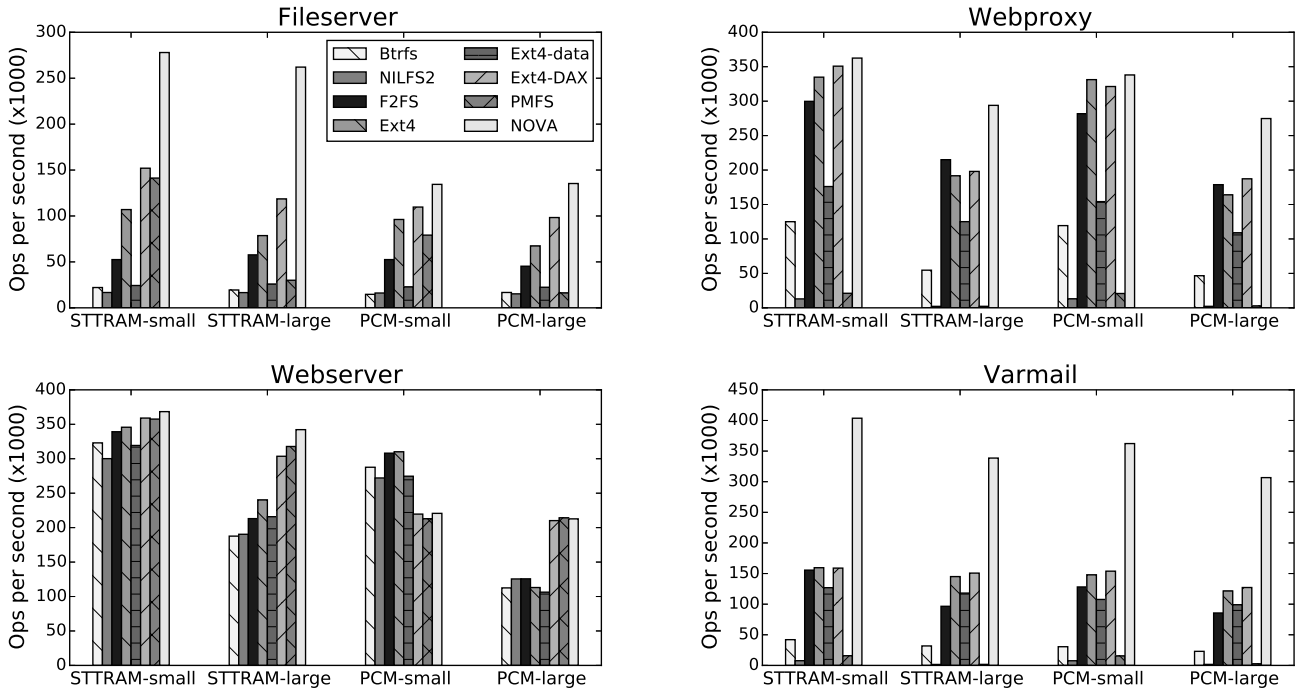 Fileserver
Ops per second (x1000)
300
250
200
150
100
50
0
STTRAM-small STTRAM-large PCM-small PCM-large
Btrfs
NILFS2
F2FS
Ext4
Ext4-data
Ext4-DAX
PMFS
NOVA
Webproxy
Ops per second (x1000)
400
350
300
250
200
150
100
50
0
STTRAM-small STTRAM-large PCM-small PCM-large
Webserver
Ops per second (x1000)
400
350
300
250
200
150
100
50
0
STTRAM-small STTRAM-large PCM-small PCM-large
Varmail
Ops per second (x1000)
450
400
350
300
250
200
150
100
50
0
STTRAM-small STTRAM-large PCM-small PCM-large